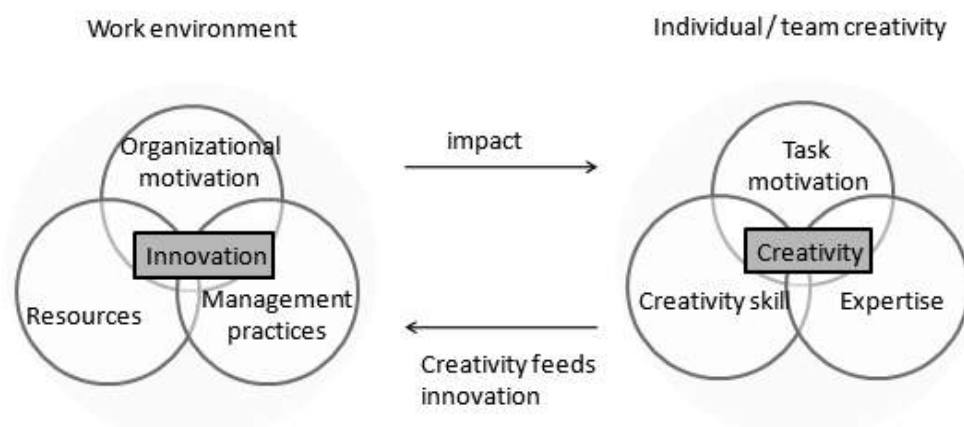 Work environment
Individual / team creativity
Organizational
motivation
Innovation
Resources
Management
practices
impact
Creativity feeds
innovation
Task
motivation
Creativity
Creativity skill
Expertise